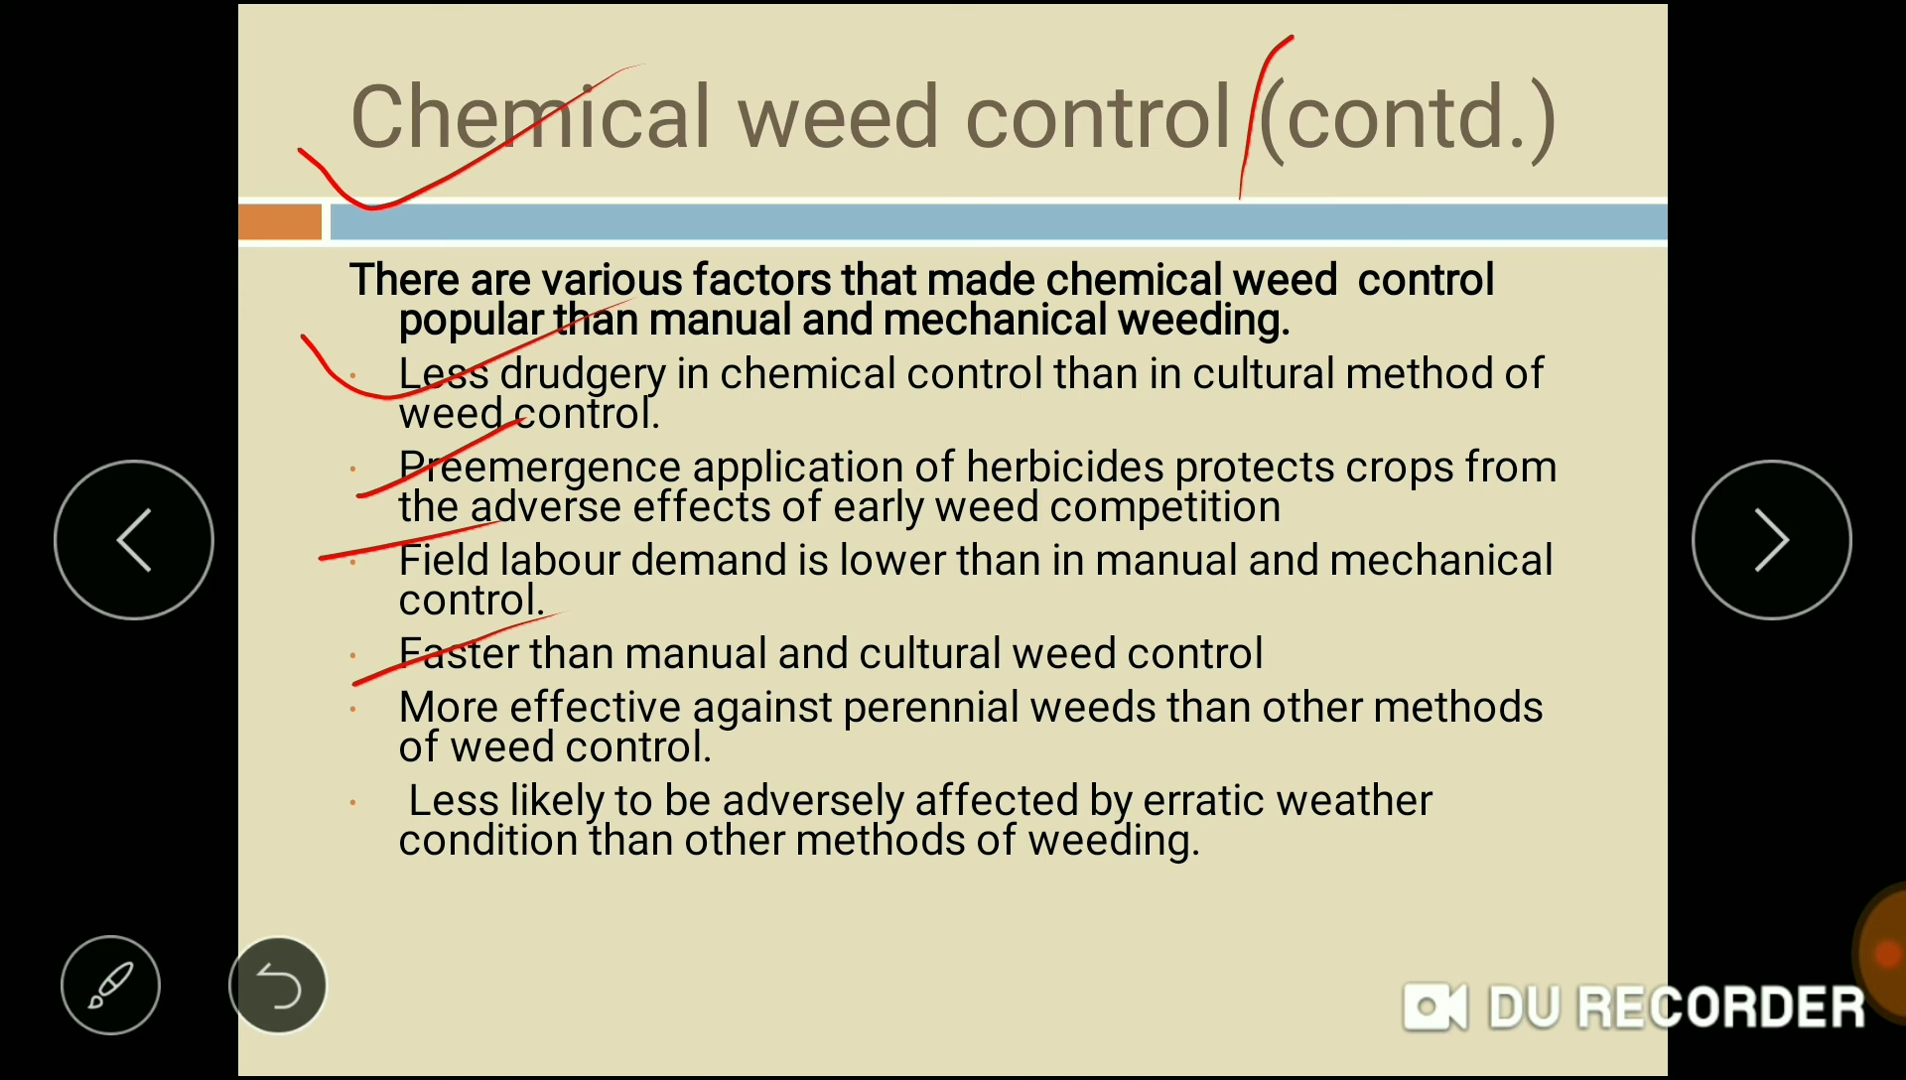 Chemical weed control (contd.)
There are various factors that made chemical weed control
popular than manual and mechanical weeding.
· Less drudgery in chemical control than in cultural method of
weed control.
· Preemergence application of herbicides protects crops from
the adverse effects of early weed competition
· Field labour demand is lower than in manual and mechanical
control.
· Faster than manual and cultural weed control
· More effective against perennial weeds than other methods
of weed control.
· Less likely to be adversely affected by erratic weather
condition than other methods of weeding.
DU RECORDER